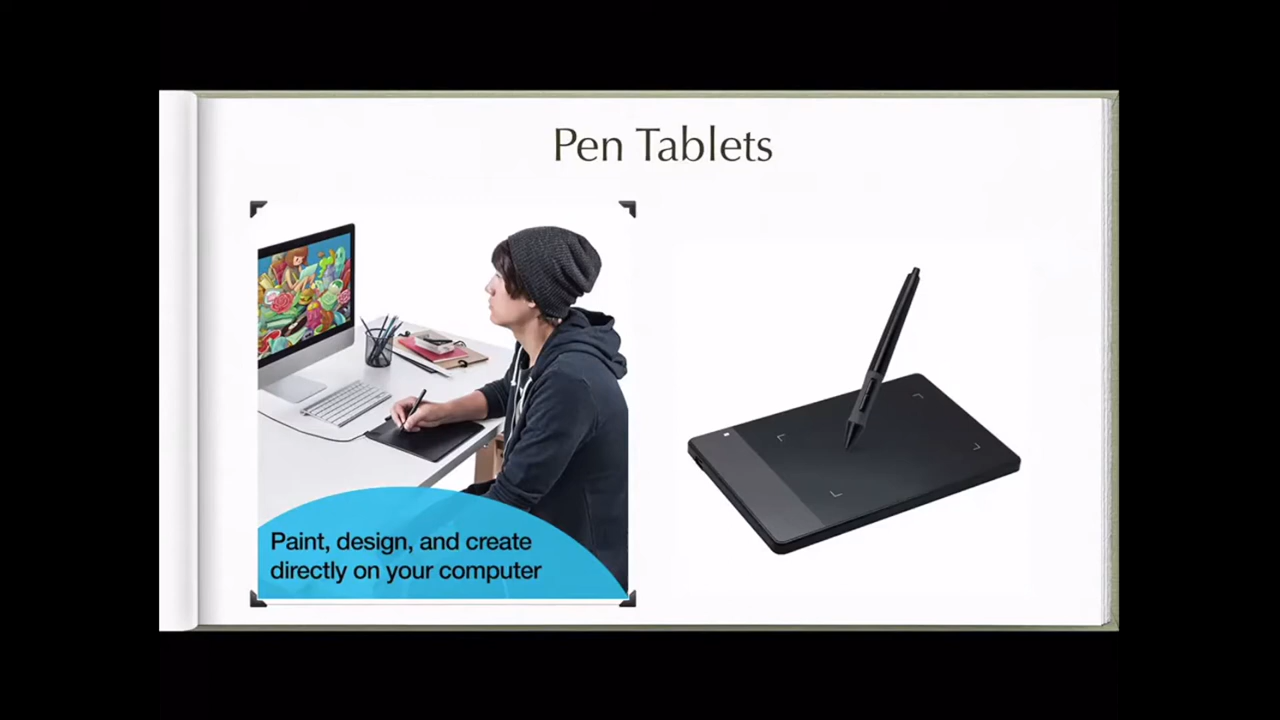 Pen Tablets
Paint, design, and create
directly on your computer